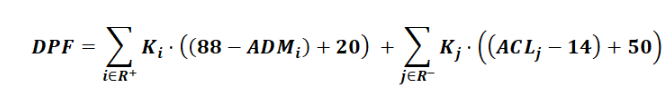 DPF = ∑_{i∈R⁺} K_i · ((88 − ADM_i) + 20) + ∑_{j∈R⁻} K_j · ((ACL_j − 14) + 50)